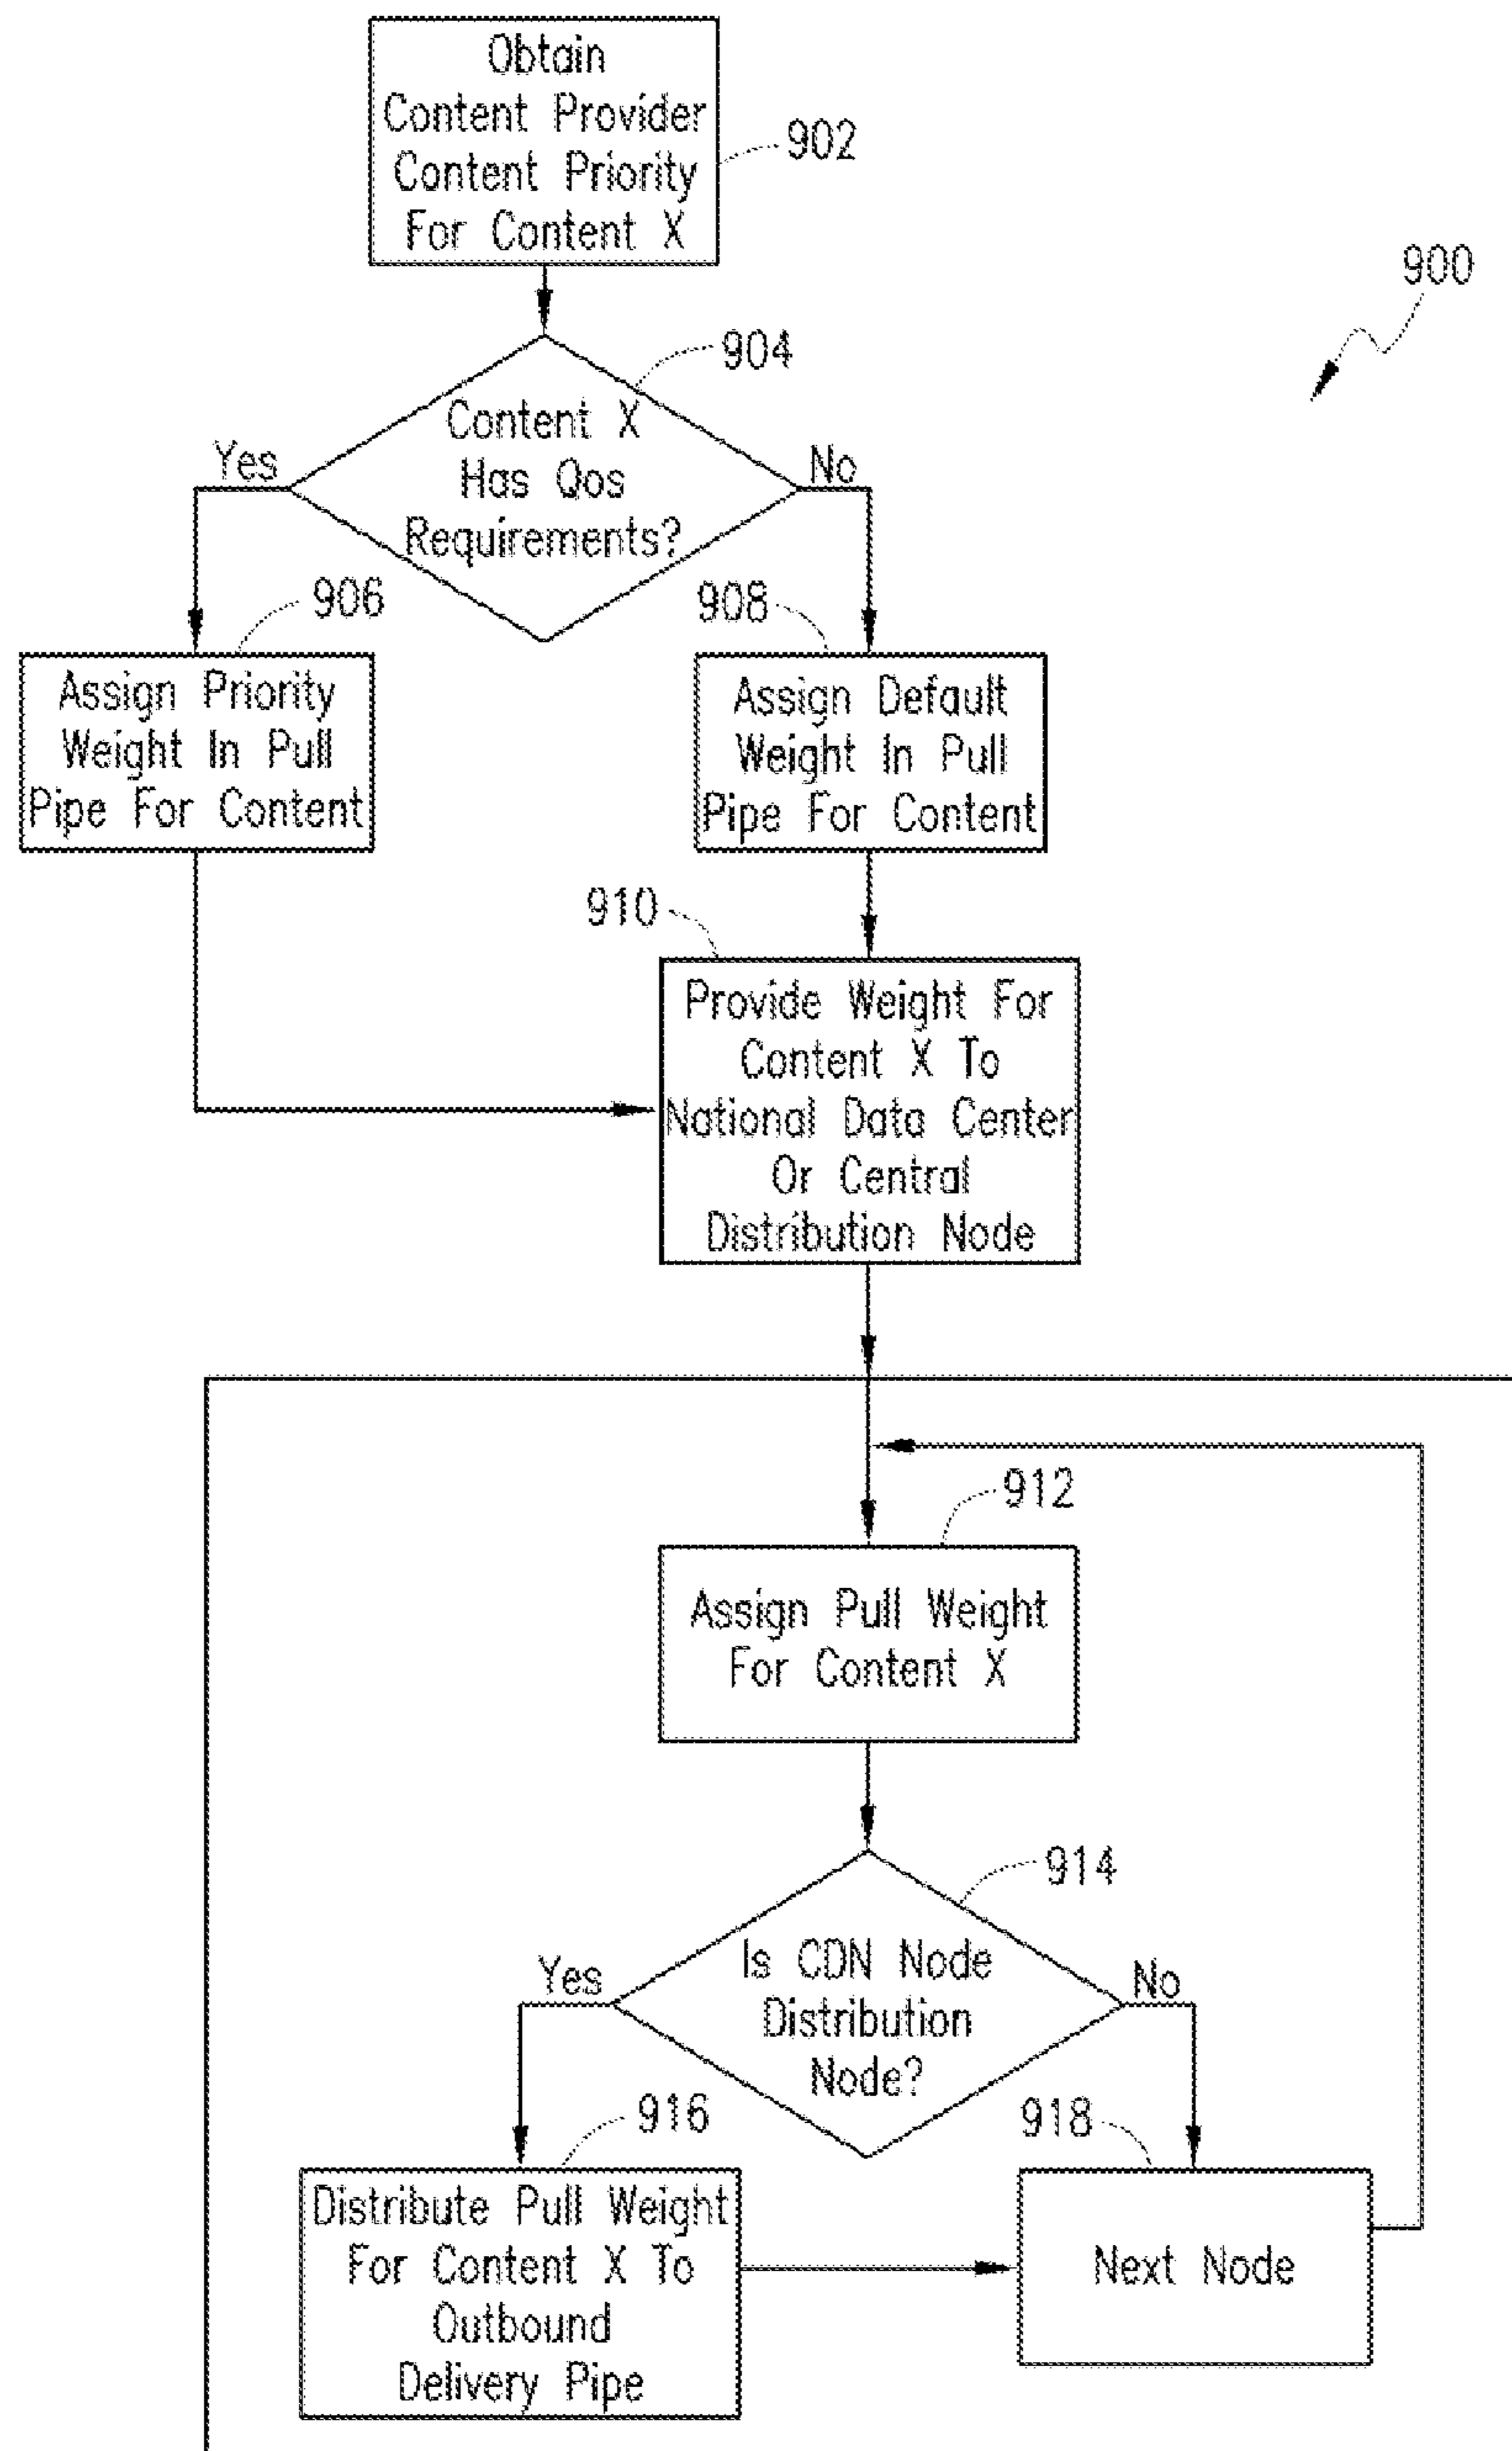 Obtain
Content Provider
Content Priority
For Content X
902
900
904
Content X
Has Qos
Requirements?
Yes
No
906
908
Assign Priority
Weight In Pull
Pipe For Content
Assign Default
Weight In Pull
Pipe For Content
910
Provide Weight For
Content X To
National Data Center
Or Central
Distribution Node
912
Assign Pull Weight
For Content X
914
Is CDN Node
Distribution
Node?
Yes
No
916
918
Distribute Pull Weight
For Content X To
Outbound
Delivery Pipe
Next Node